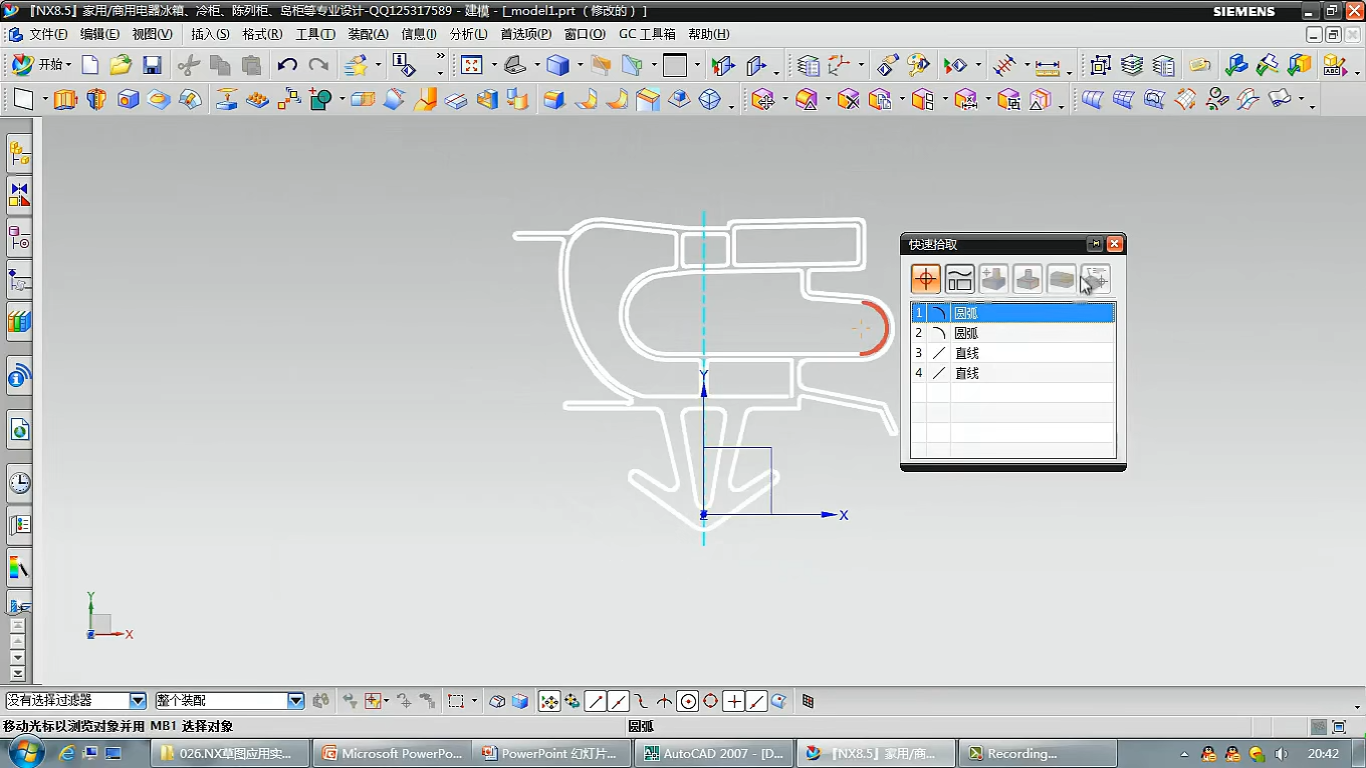 『NX8.5』家用/商用电器冰箱、冷柜、陈列柜、岛柜等专业设计-QQ125317589 - 建模 - [_model1.prt （修改的 ）]
SIEMENS
文件(F) 编辑(E) 视图(V) 插入(S) 格式(R) 工具(T) 装配(A) 信息(I) 分析(L) 首选项(P) 窗口(O) GC 工具箱 帮助(H)
开始
快速拾取
1 圆弧
2 圆弧
3 直线
4 直线
Y
X
Z
Y
X
Z
没有选择过滤器 整个装配
移动光标以浏览对象并用 MB1 选择对象 圆弧
026.NX草图应用实... Microsoft PowerPo... PowerPoint 幻灯片... AutoCAD 2007 - [D... 『NX8.5』家用/商... Recording... 20:42